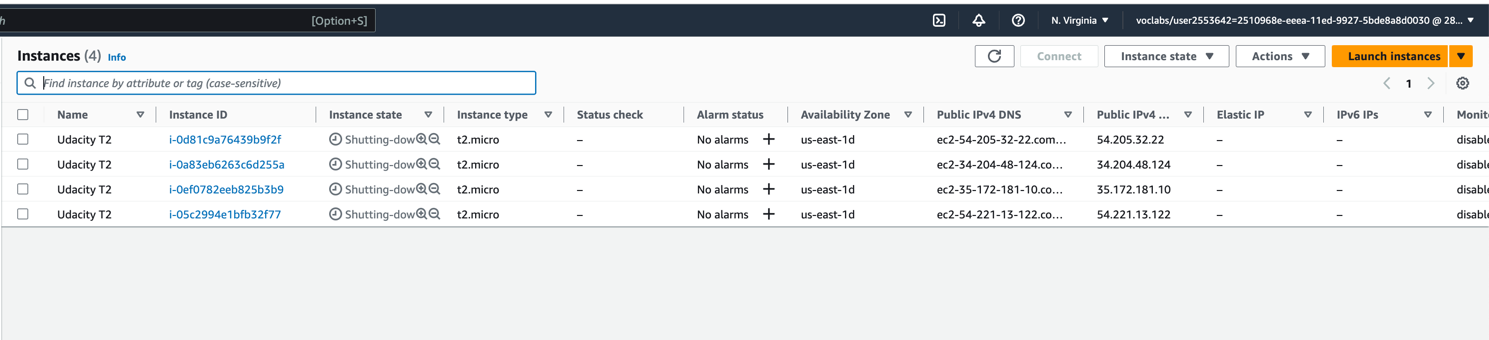 h [Option+S] N. Virginia voclabs/user2553642=2510968e-eeea-11ed-9927-5bde8a8d0030 @ 28...
Instances (4) Info Connect Instance state Actions Launch instances
Find instance by attribute or tag (case-sensitive) 1
Name Instance ID Instance state Instance type Status check Alarm status Availability Zone Public IPv4 DNS Public IPv4 ... Elastic IP IPv6 IPs Monito
Udacity T2 i-0d81c9a76439b9f2f Shutting-dow t2.micro – No alarms + us-east-1d ec2-54-205-32-22.com... 54.205.32.22 – – disable
Udacity T2 i-0a83eb6263c6d255a Shutting-dow t2.micro – No alarms + us-east-1d ec2-34-204-48-124.co... 34.204.48.124 – – disable
Udacity T2 i-0ef0782eeb825b3b9 Shutting-dow t2.micro – No alarms + us-east-1d ec2-35-172-181-10.co... 35.172.181.10 – – disable
Udacity T2 i-05c2994e1bfb32f77 Shutting-dow t2.micro – No alarms + us-east-1d ec2-54-221-13-122.co... 54.221.13.122 – – disable